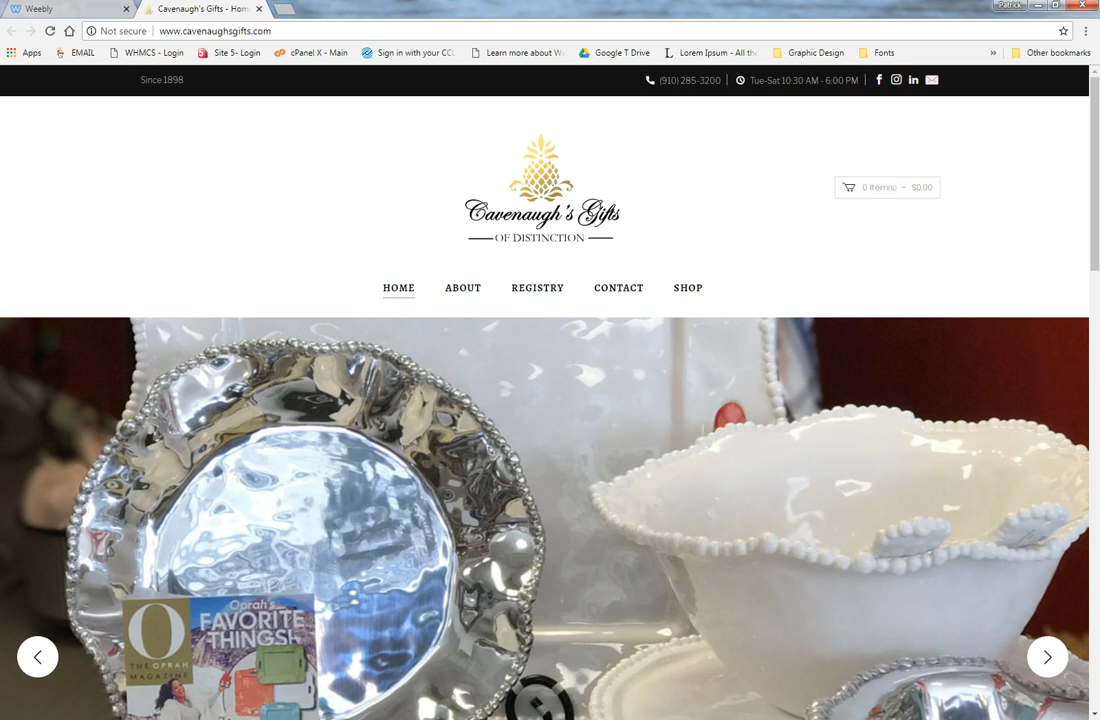 Weebly
Cavenaugh's Gifts - Hom
Patrick
Not secure
www.cavenaughsgifts.com
Apps
EMAIL
WHMCS - Login
Site 5- Login
cPanel X - Main
Sign in with your CCL
Learn more about W
Google T Drive
Lorem Ipsum - All the
Graphic Design
Fonts
»
Other bookmarks
Since 1898
(910) 285-3200
Tue-Sat 10:30 AM - 6:00 PM
Cavenaugh's Gifts
OF DISTINCTION
0 Item(s) - $0.00
HOME
ABOUT
REGISTRY
CONTACT
SHOP
O
THE OPRAH
MAGAZINE
Oprah's
FAVORITE
THINGS!